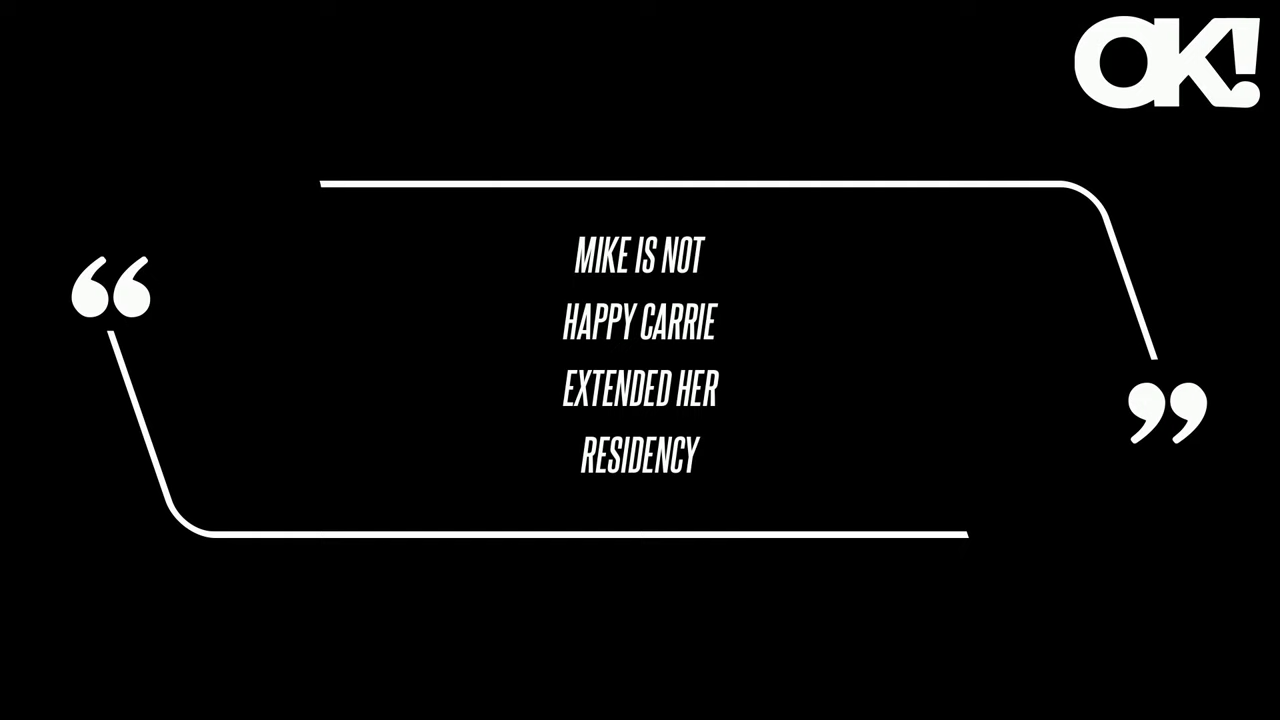 OK!
“
MIKE IS NOT
HAPPY CARRIE
EXTENDED HER
RESIDENCY
”